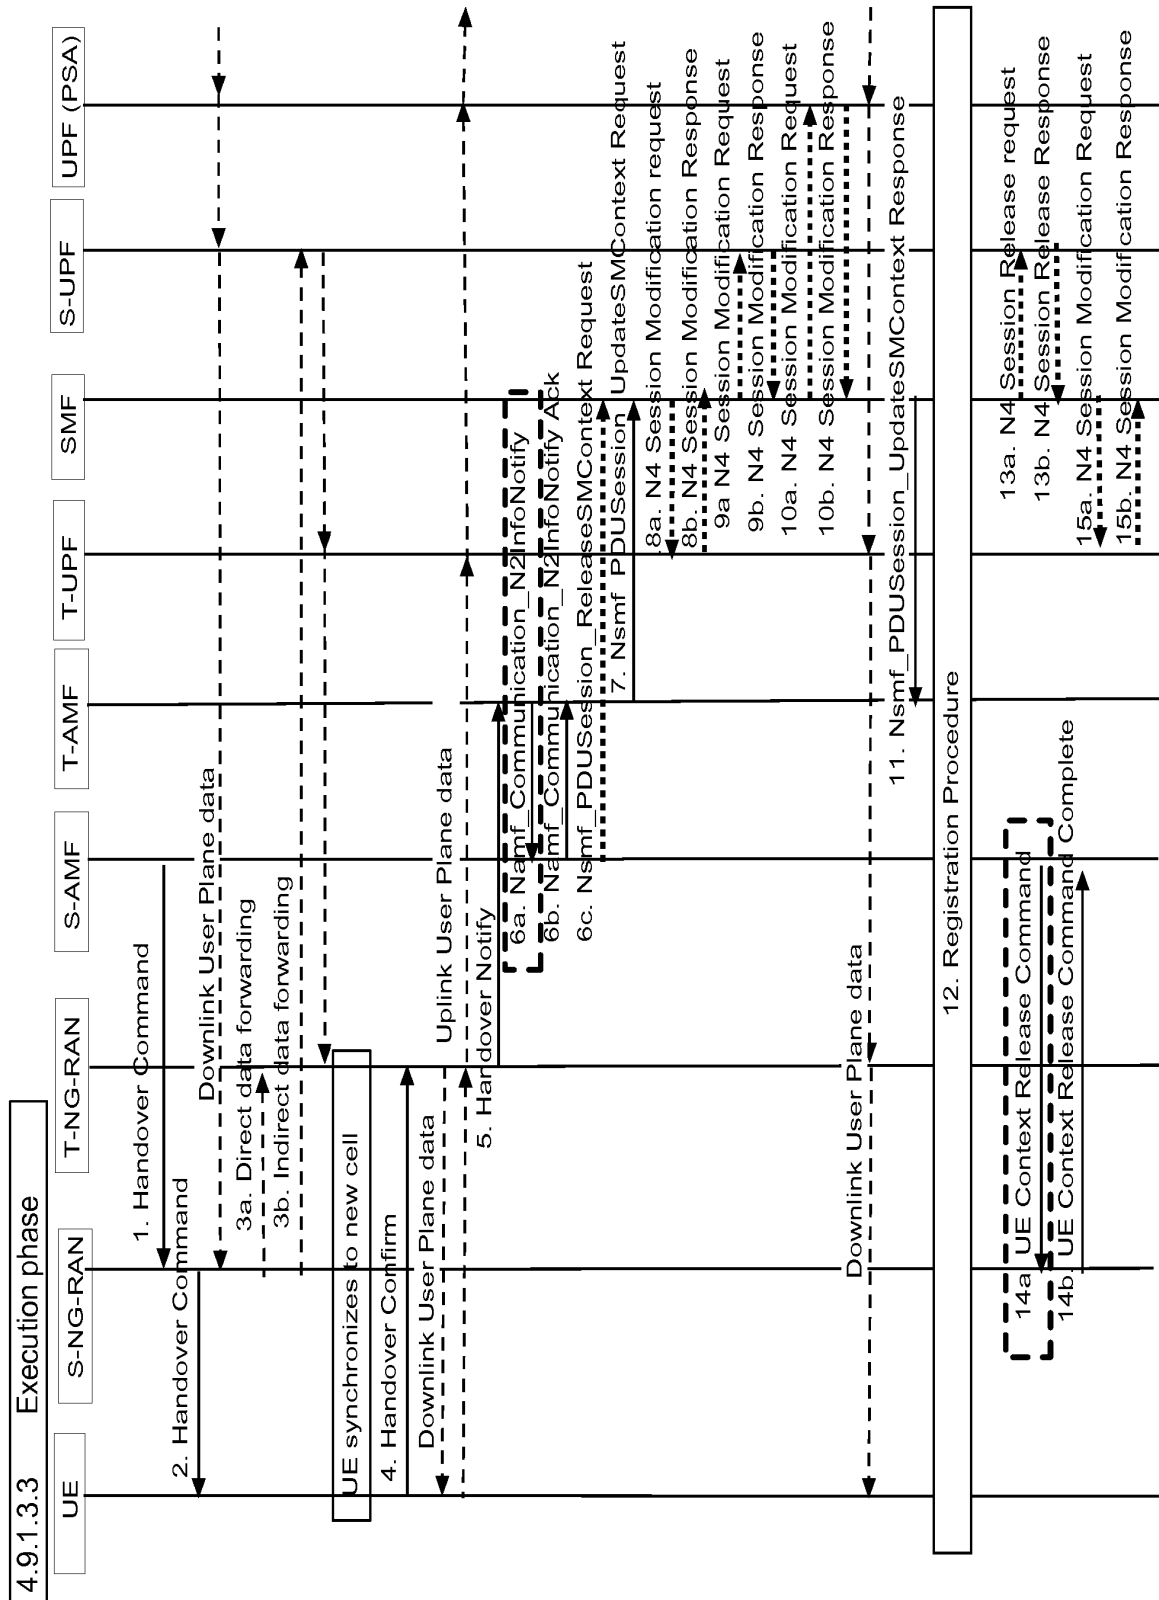 4.9.1.3.3 Execution phase
UE
S-NG-RAN
T-NG-RAN
S-AMF
T-AMF
T-UPF
SMF
S-UPF
UPF (PSA)
1. Handover Command
2. Handover Command
Downlink User Plane data
3a. Direct data forwarding
3b. Indirect data forwarding
UE synchronizes to new cell
4. Handover Confirm
Downlink User Plane data
Uplink User Plane data
5. Handover Notify
6a. Namf_Communication_N2InfoNotify
6b. Namf_Communication_N2InfoNotify Ack
6c. Nsmf_PDUSession_ReleaseSMContext Request
7. Nsmf_PDUSession_UpdateSMContext Request
8a. N4 Session Modification request
8b. N4 Session Modification Response
9a N4 Session Modification Request
9b. N4 Session Modification Response
10a. N4 Session Modification Request
10b. N4 Session Modification Response
Downlink User Plane data
11. Nsmf_PDUSession_UpdateSMContext Response
12. Registration Procedure
13a. N4 Session Release request
13b. N4 Session Release Response
14a UE Context Release Command
14b. UE Context Release Command Complete
15a. N4 Session Modification Request
15b. N4 Session Modification Response